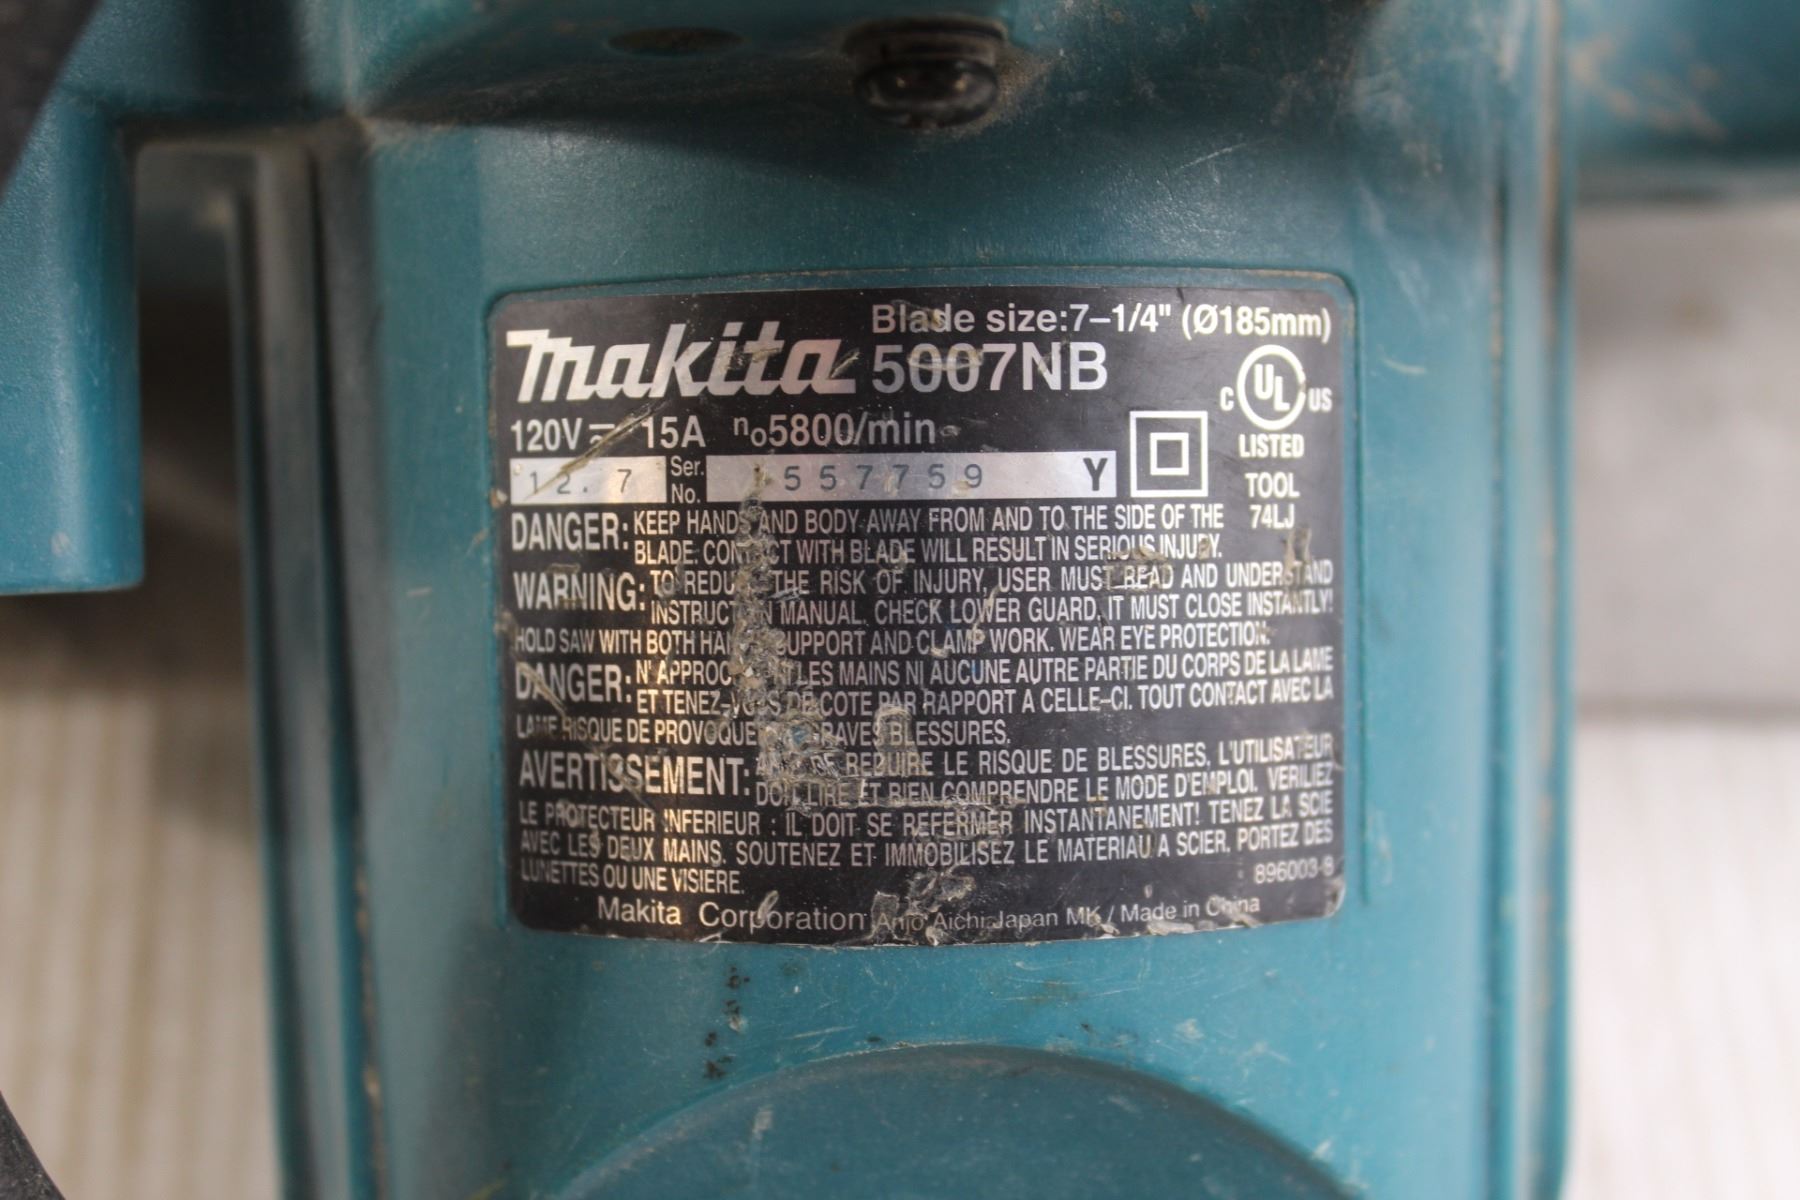 Blade size:7–1/4" (Ø185mm)
makita 5007NB
120V⎓ 15A n₀5800/min
C UL US
LISTED
TOOL
74LJ
12.7 Ser. No. 557759 Y
DANGER: KEEP HANDS AND BODY AWAY FROM AND TO THE SIDE OF THE
BLADE. CONTACT WITH BLADE WILL RESULT IN SERIOUS INJURY.
WARNING: TO REDUCE THE RISK OF INJURY, USER MUST READ AND UNDERSTAND
INSTRUCTION MANUAL. CHECK LOWER GUARD. IT MUST CLOSE INSTANTLY!
HOLD SAW WITH BOTH SUPPORT AND CLAMP WORK. WEAR EYE PROTECTION.
DANGER: N'APPROC LES MAINS NI AUCUNE AUTRE PARTIE DU CORPS DE LA LAME
ET TENEZ-VOUS DE COTE PAR RAPPORT A CELLE–CI. TOUT CONTACT AVEC LA
LAME RISQUE DE PROVOQUE BLESSURES.
AVERTISSEMENT: DE REDUIRE LE RISQUE DE BLESSURES, L'UTILISATEUR
DOIT LIRE ET BIEN COMPRENDRE LE MODE D'EMPLOI. VERILIEZ
LE PROTECTEUR INFERIEUR : IL DOIT SE REFERMER INSTANTANEMENT! TENEZ LA SCIE
AVEC LES DEUX MAINS. SOUTENEZ ET IMMOBILISEZ LE MATERIAU A SCIER. PORTEZ DES
LUNETTES OU UNE VISIERE.
896003-8
Makita Corporation Anjo Aichi Japan MK / Made in China